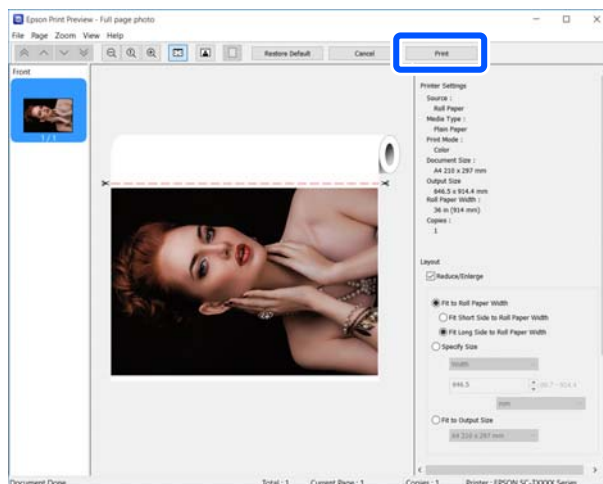 Epson Print Preview - Full page photo
File Page Zoom View Help
Restore Default Cancel Print
Front
1 / 1
Printer Settings
Source :
Roll Paper
Media Type :
Plain Paper
Print Mode :
Color
Document Size :
A4 210 x 297 mm
Output Size
646.5 x 914.4 mm
Roll Paper Width :
36 in (914 mm)
Copies :
1
Layout
Reduce/Enlarge
Fit to Roll Paper Width
Fit Short Side to Roll Paper Width
Fit Long Side to Roll Paper Width
Specify Size
Width
646.5
mm
Fit to Output Size
A4 210 x 297 mm
Document Done Total : 1 Current Page : 1 Copies : 1 Printer : EPSON SC-TXXXX Series